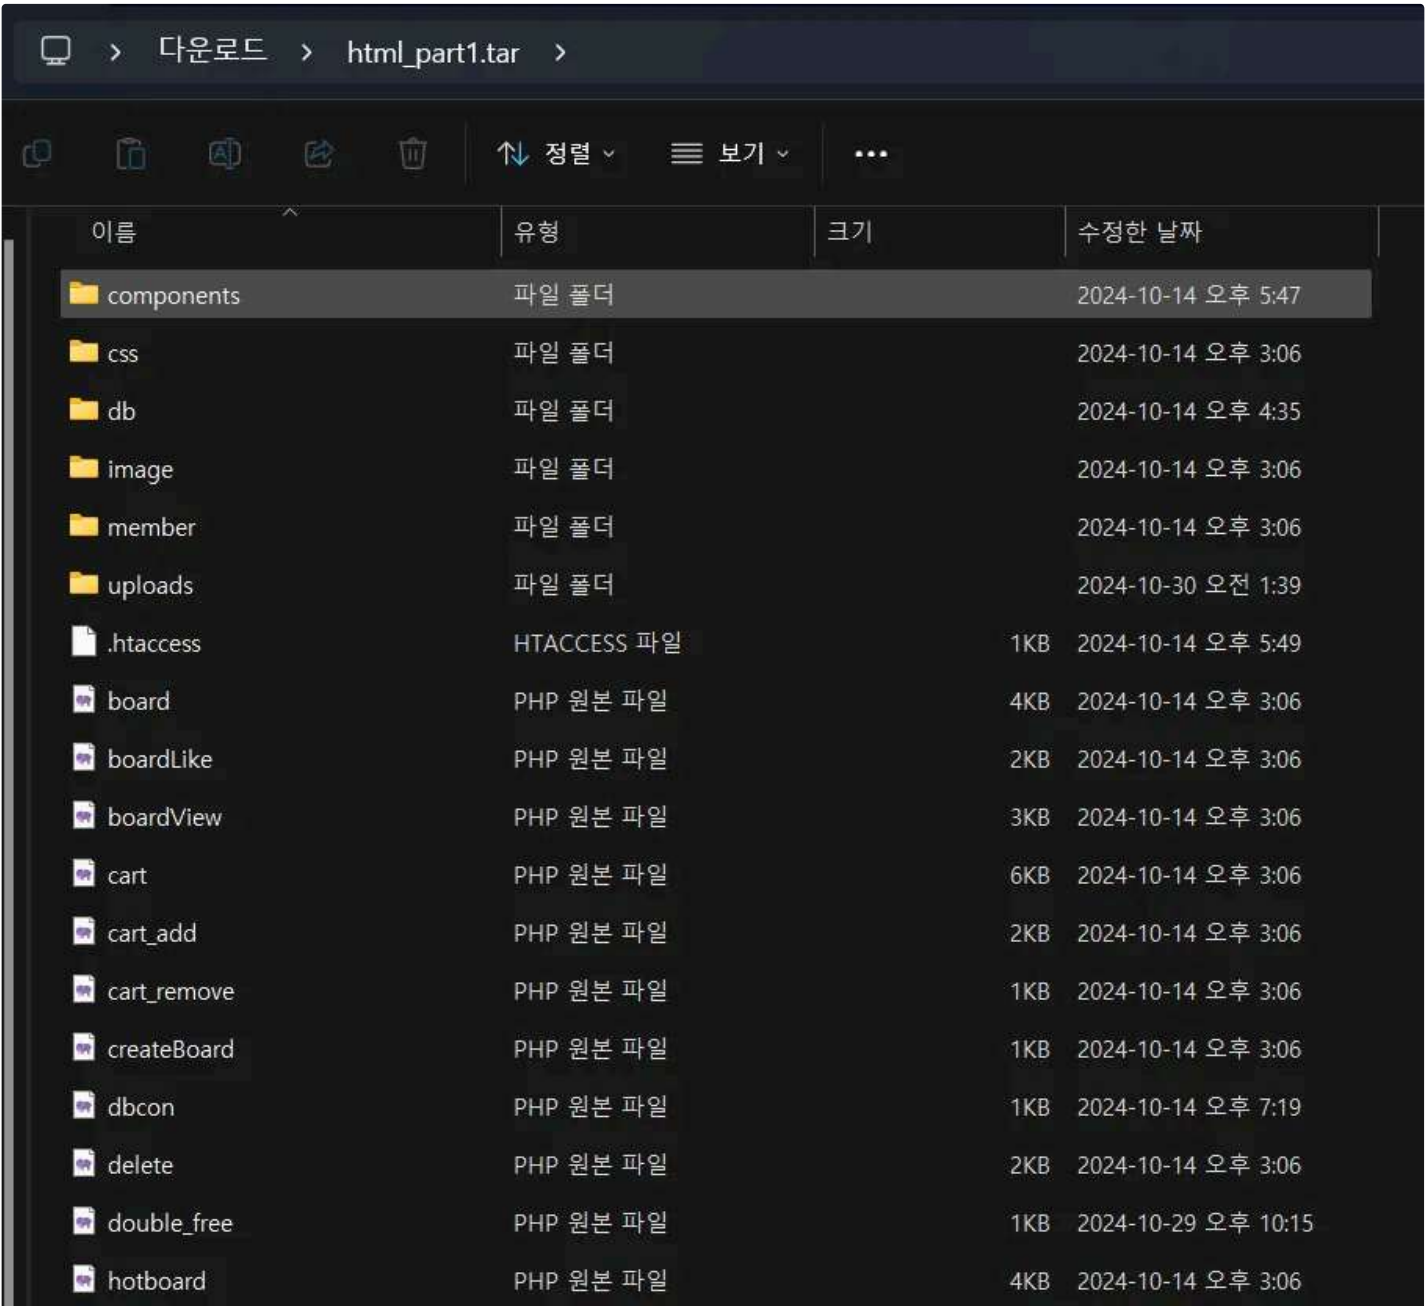 다운로드 > html_part1.tar >
정렬 보기 •••
이름 유형 크기 수정한 날짜
components 파일 폴더 2024-10-14 오후 5:47
css 파일 폴더 2024-10-14 오후 3:06
db 파일 폴더 2024-10-14 오후 4:35
image 파일 폴더 2024-10-14 오후 3:06
member 파일 폴더 2024-10-14 오후 3:06
uploads 파일 폴더 2024-10-30 오전 1:39
.htaccess HTACCESS 파일 1KB 2024-10-14 오후 5:49
board PHP 원본 파일 4KB 2024-10-14 오후 3:06
boardLike PHP 원본 파일 2KB 2024-10-14 오후 3:06
boardView PHP 원본 파일 3KB 2024-10-14 오후 3:06
cart PHP 원본 파일 6KB 2024-10-14 오후 3:06
cart_add PHP 원본 파일 2KB 2024-10-14 오후 3:06
cart_remove PHP 원본 파일 1KB 2024-10-14 오후 3:06
createBoard PHP 원본 파일 1KB 2024-10-14 오후 3:06
dbcon PHP 원본 파일 1KB 2024-10-14 오후 7:19
delete PHP 원본 파일 2KB 2024-10-14 오후 3:06
double_free PHP 원본 파일 1KB 2024-10-29 오후 10:15
hotboard PHP 원본 파일 4KB 2024-10-14 오후 3:06